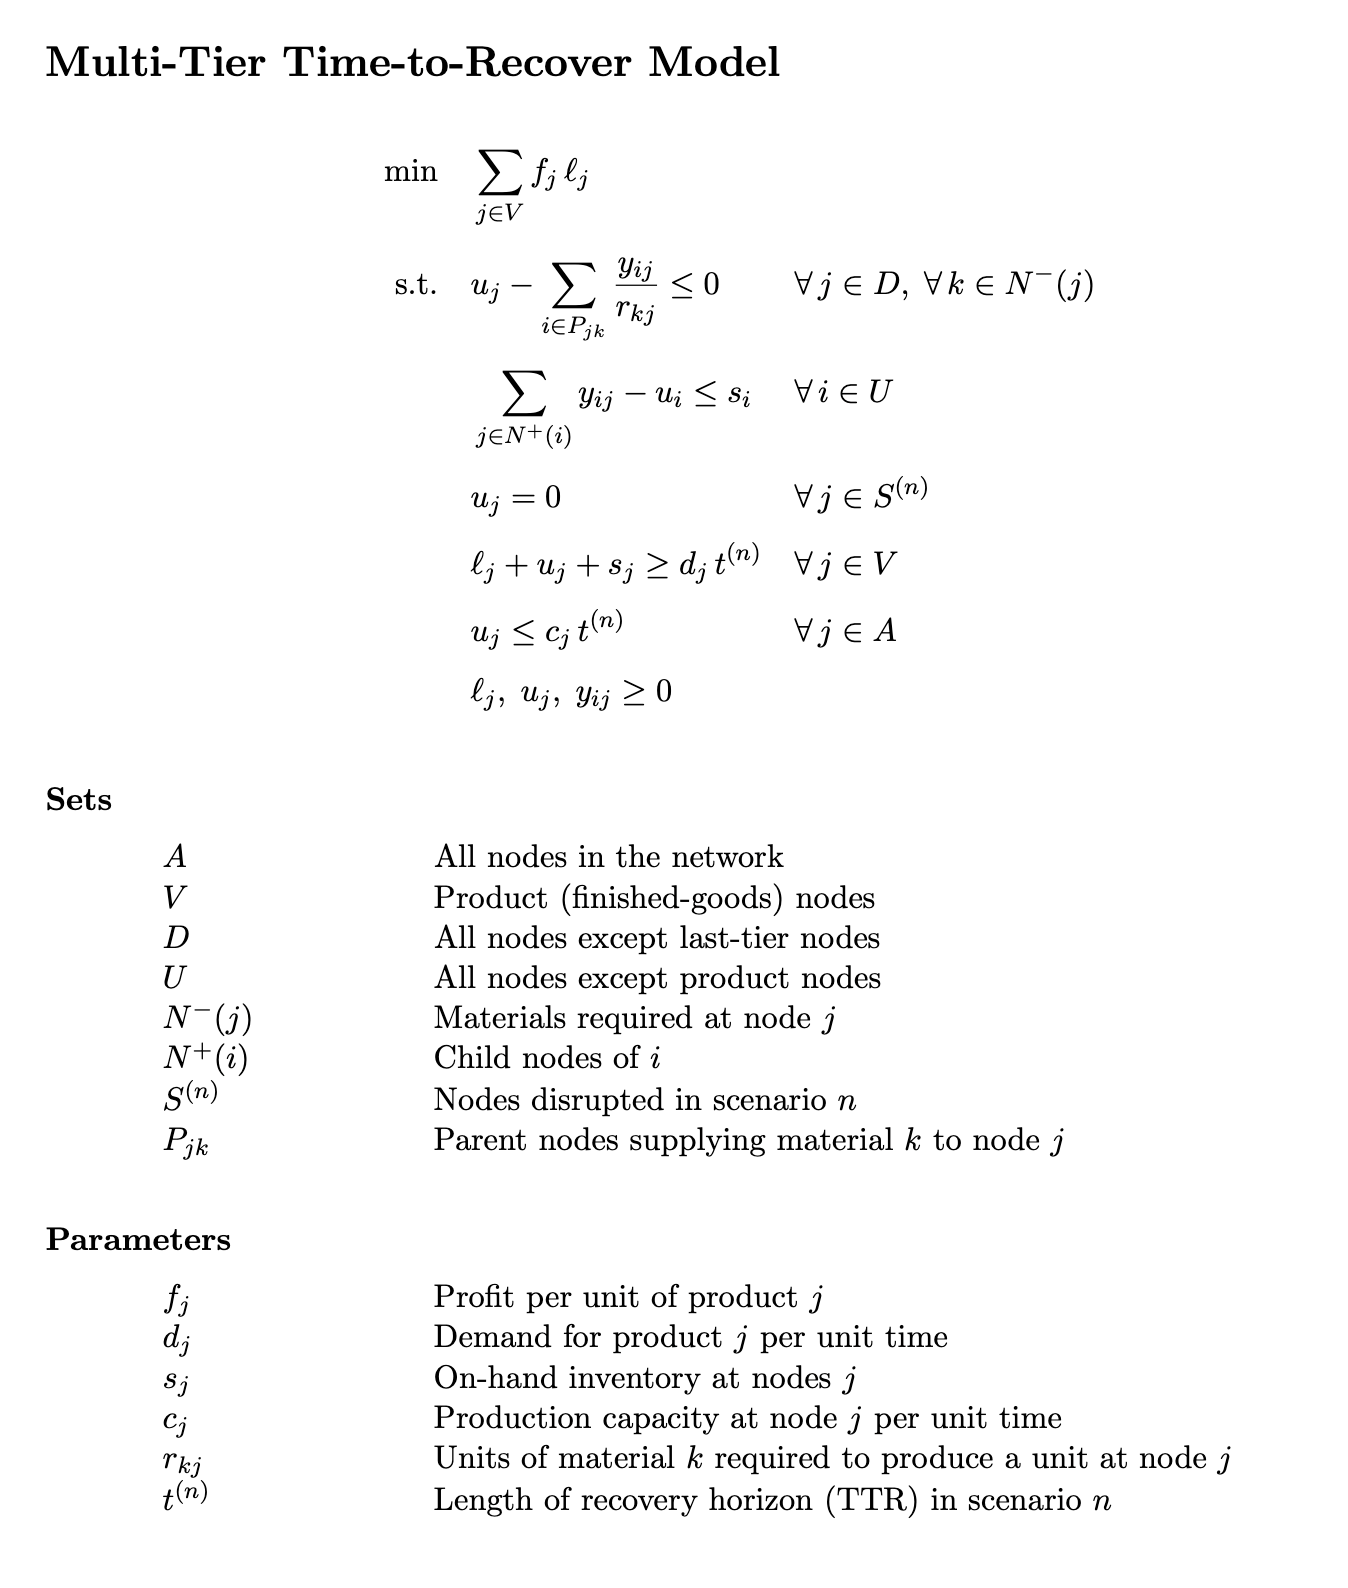 Multi-Tier Time-to-Recover Model
min $\sum_{j \in V} f_j \, \ell_j$
s.t. $u_j - \sum_{i \in P_{jk}} \frac{y_{ij}}{r_{kj}} \leq 0$ $\forall \, j \in D, \; \forall \, k \in N^-(j)$
$\sum_{j \in N^+(i)} y_{ij} - u_i \leq s_i$ $\forall \, i \in U$
$u_j = 0$ $\forall \, j \in S^{(n)}$
$\ell_j + u_j + s_j \geq d_j \, t^{(n)}$ $\forall \, j \in V$
$u_j \leq c_j \, t^{(n)}$ $\forall \, j \in A$
$\ell_j, \; u_j, \; y_{ij} \geq 0$
Sets
$A$ All nodes in the network
$V$ Product (finished-goods) nodes
$D$ All nodes except last-tier nodes
$U$ All nodes except product nodes
$N^-(j)$ Materials required at node $j$
$N^+(i)$ Child nodes of $i$
$S^{(n)}$ Nodes disrupted in scenario $n$
$P_{jk}$ Parent nodes supplying material $k$ to node $j$
Parameters
$f_j$ Profit per unit of product $j$
$d_j$ Demand for product $j$ per unit time
$s_j$ On-hand inventory at nodes $j$
$c_j$ Production capacity at node $j$ per unit time
$r_{kj}$ Units of material $k$ required to produce a unit at node $j$
$t^{(n)}$ Length of recovery horizon (TTR) in scenario $n$